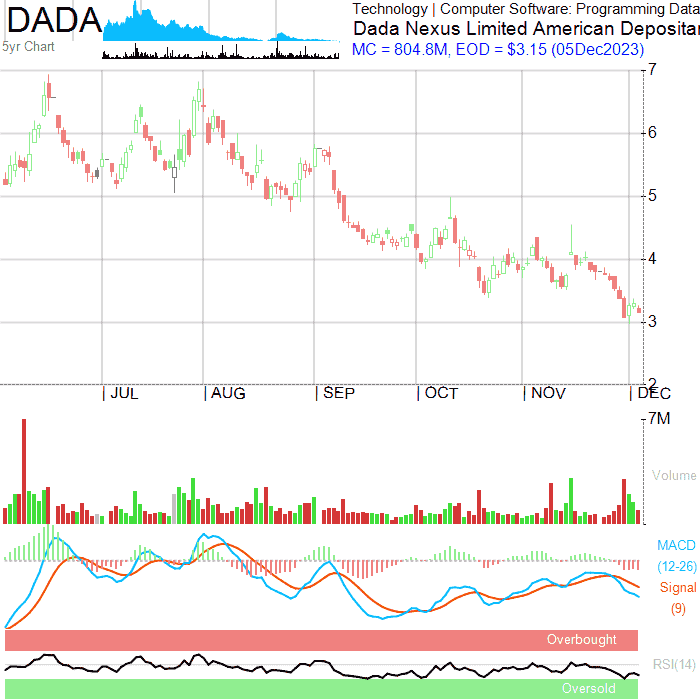 DADA
5yr Chart
Technology | Computer Software: Programming Data
Dada Nexus Limited American Depositar
MC = 804.8M, EOD = $3.15 (05Dec2023)
7
6
5
4
3
2
| JUL | AUG | SEP | OCT | NOV | DEC
7M
Volume
MACD
(12-26)
Signal
(9)
Overbought
RSI(14)
Oversold